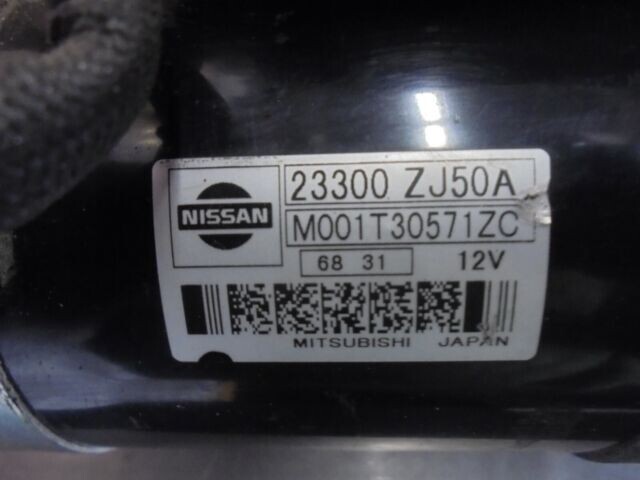 NISSAN
23300 ZJ50A
M001T30571ZC
68 31
12V
MITSUBISHI JAPAN